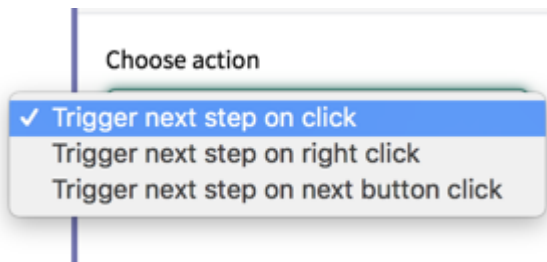 Choose action
✓ Trigger next step on click
Trigger next step on right click
Trigger next step on next button click